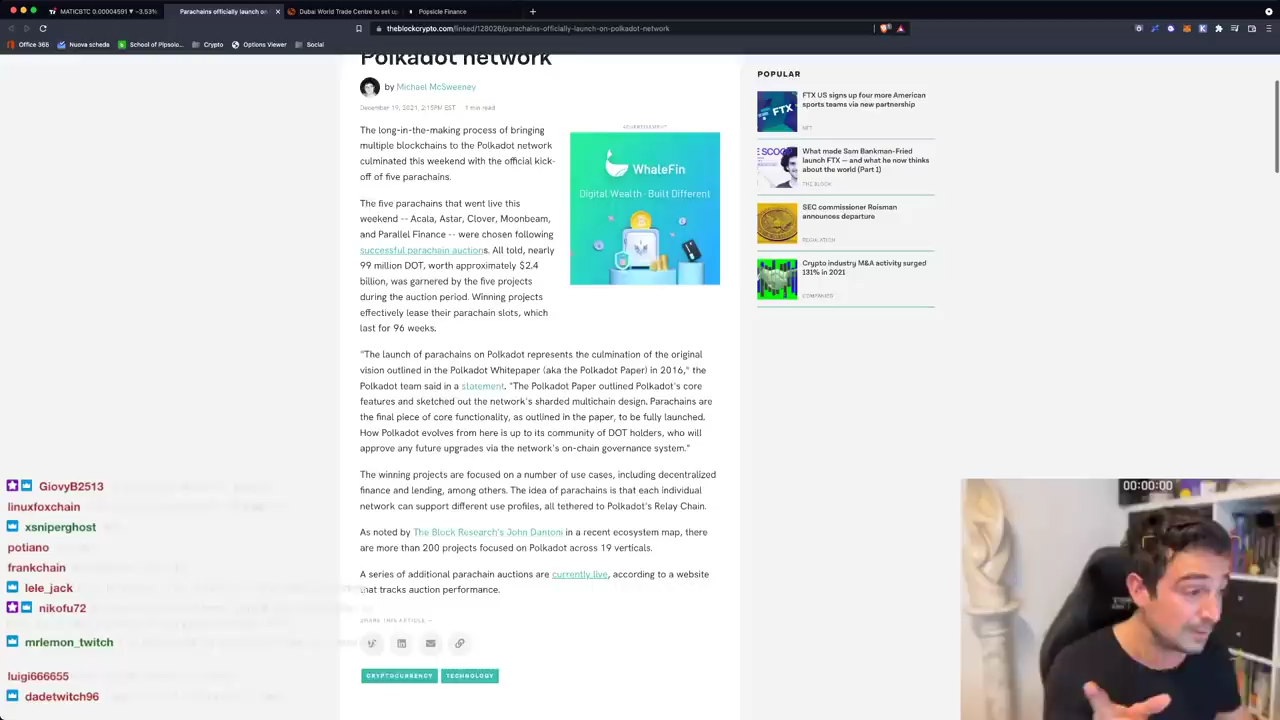 MATICBTC 0.00004591 ▼ −3.53%
Parachains officially launch on
Dubai World Trade Centre to set up
Popsicle Finance
theblockcrypto.com/linked/128026/parachains-officially-launch-on-polkadot-network
Office 365
Nuova scheda
School of
Crypto
Options Viewer
Social
Polkadot network
by Michael McSweeney
December 19, 2021, 2:15PM EST
1 min read
The long-in-the-making process of bringing
multiple blockchains to the Polkadot network
culminated this weekend with the official kick-
off of five parachains.
The five parachains that went live this
weekend -- Acala, Astar, Clover, Moonbeam,
and Parallel Finance -- were chosen following
successful parachain auctions. All told, nearly
99 million DOT, worth approximately $2.4
billion, was garnered by the five projects
during the auction period. Winning projects
effectively lease their parachain slots, which
last for 96 weeks.
ADVERTISEMENT
WhaleFin
Digital Wealth · Built Different
"The launch of parachains on Polkadot represents the culmination of the original
vision outlined in the Polkadot Whitepaper (aka the Polkadot Paper) in 2016," the
Polkadot team said in a statement. "The Polkadot Paper outlined Polkadot's core
features and sketched out the network's sharded multichain design. Parachains are
the final piece of core functionality, as outlined in the paper, to be fully launched.
How Polkadot evolves from here is up to its community of DOT holders, who will
approve any future upgrades via the network's on-chain governance system."
The winning projects are focused on a number of use cases, including decentralized
finance and lending, among others. The idea of parachains is that each individual
network can support different use profiles, all tethered to Polkadot's Relay Chain.
As noted by The Block Research's John Dantoni in a recent ecosystem map, there
are more than 200 projects focused on Polkadot across 19 verticals.
A series of additional parachain auctions are currently live, according to a website
that tracks auction performance.
SHARE THIS ARTICLE
CRYPTOCURRENCY
TECHNOLOGY
POPULAR
FTX
FTX US signs up four more American
sports teams via new partnership
NFT
E SCOO
What made Sam Bankman-Fried
launch FTX — and what he now thinks
about the world (Part 1)
THE BLOCK
SEC commissioner Roisman
announces departure
REGULATION
Crypto industry M&A activity surged
131% in 2021
COMPANIES
GiovyB2513
linuxfoxchain
xsniperghost
potiano
frankchain
lele_jack
nikofu72
mrlemon_twitch
luigi666655
dadetwitch96
00:00:00